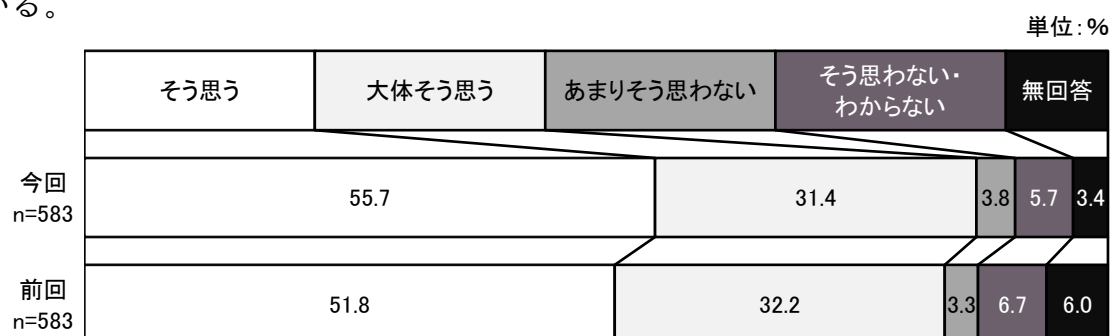 いる。
単位:%
そう思う
大体そう思う
あまりそう思わない
そう思わない・
わからない
無回答
今回
n=583
55.7
31.4
3.8
5.7
3.4
前回
n=583
51.8
32.2
3.3
6.7
6.0